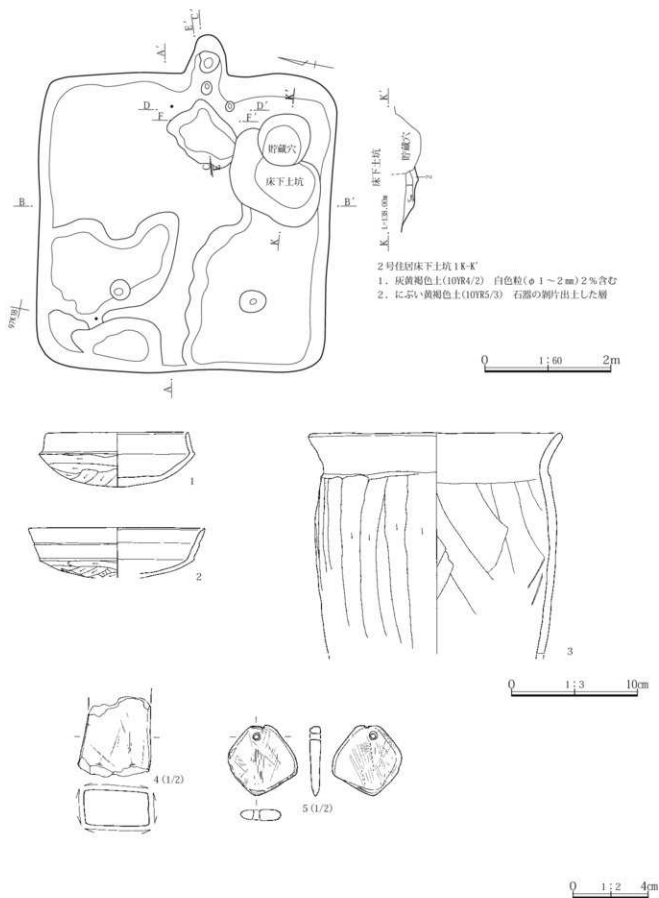 E'
C'
A'
D
D'
F
F'
K'
貯蔵穴
床下土坑
B
B'
K
A
K'
貯蔵穴
床下土坑
2
1
K
L=138.00m
2号住居床下土坑1K-K'
1. 灰黄褐色土(10YR4/2) 白色粒(φ1～2㎜)2％含む
2. にぶい黄褐色土(10YR5/3) 石器の剥片出土した層
0 1:60 2m
1
2
3
0 1:3 10cm
4(1/2)
5(1/2)
0 1:2 4cm